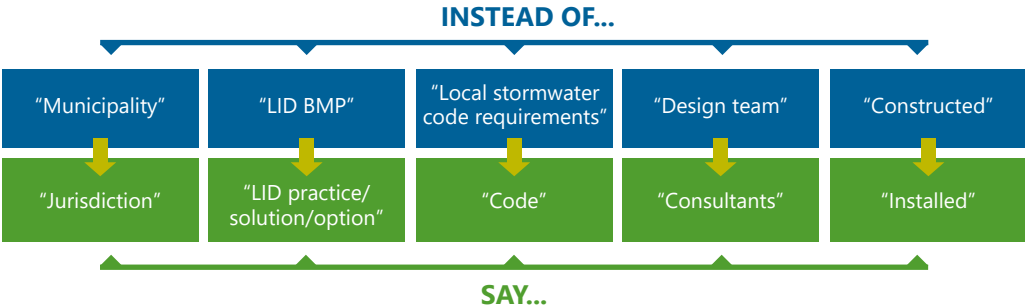 INSTEAD OF...
“Municipality”
“LID BMP”
“Local stormwater
code requirements”
“Design team”
“Constructed”
“Jurisdiction”
“LID practice/
solution/option”
“Code”
“Consultants”
“Installed”
SAY...